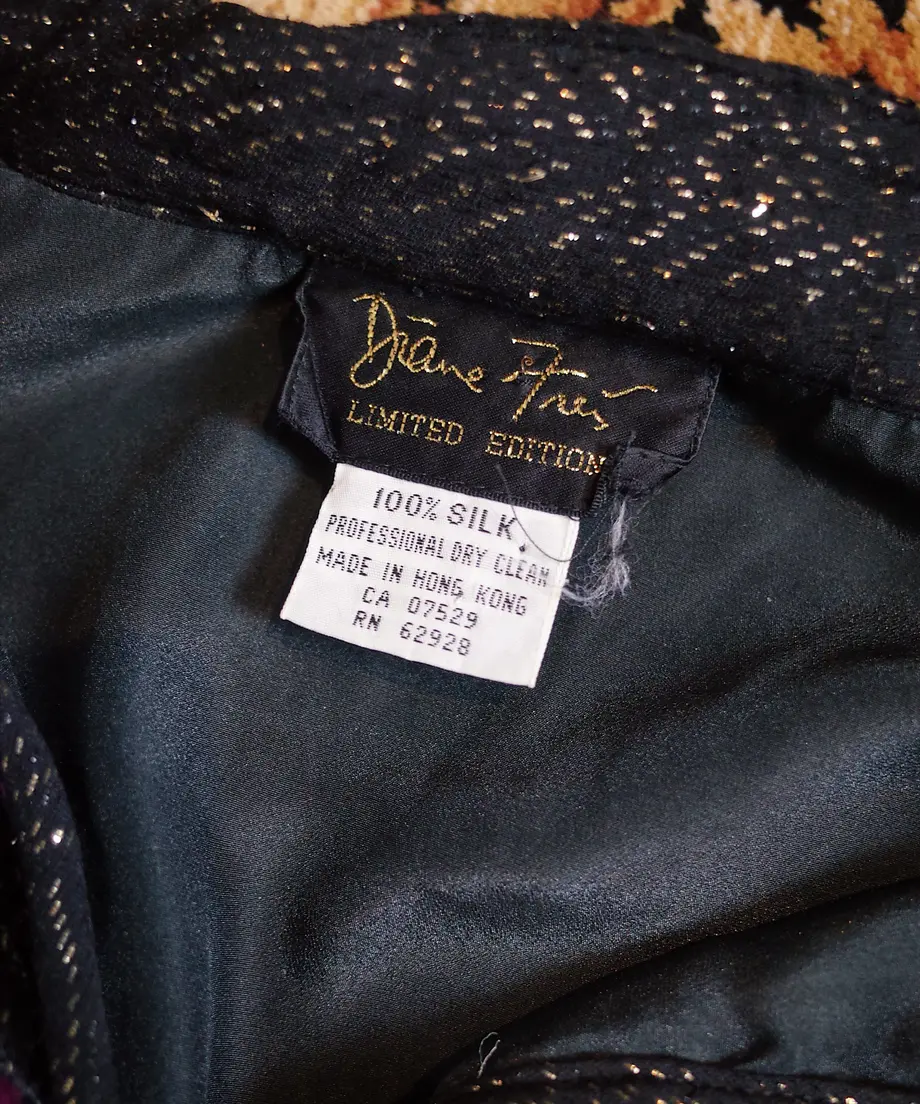 Diane Freis
LIMITED EDITION
100% SILK
PROFESSIONAL DRY CLEAN
MADE IN HONG KONG
CA 07529
RN 62928